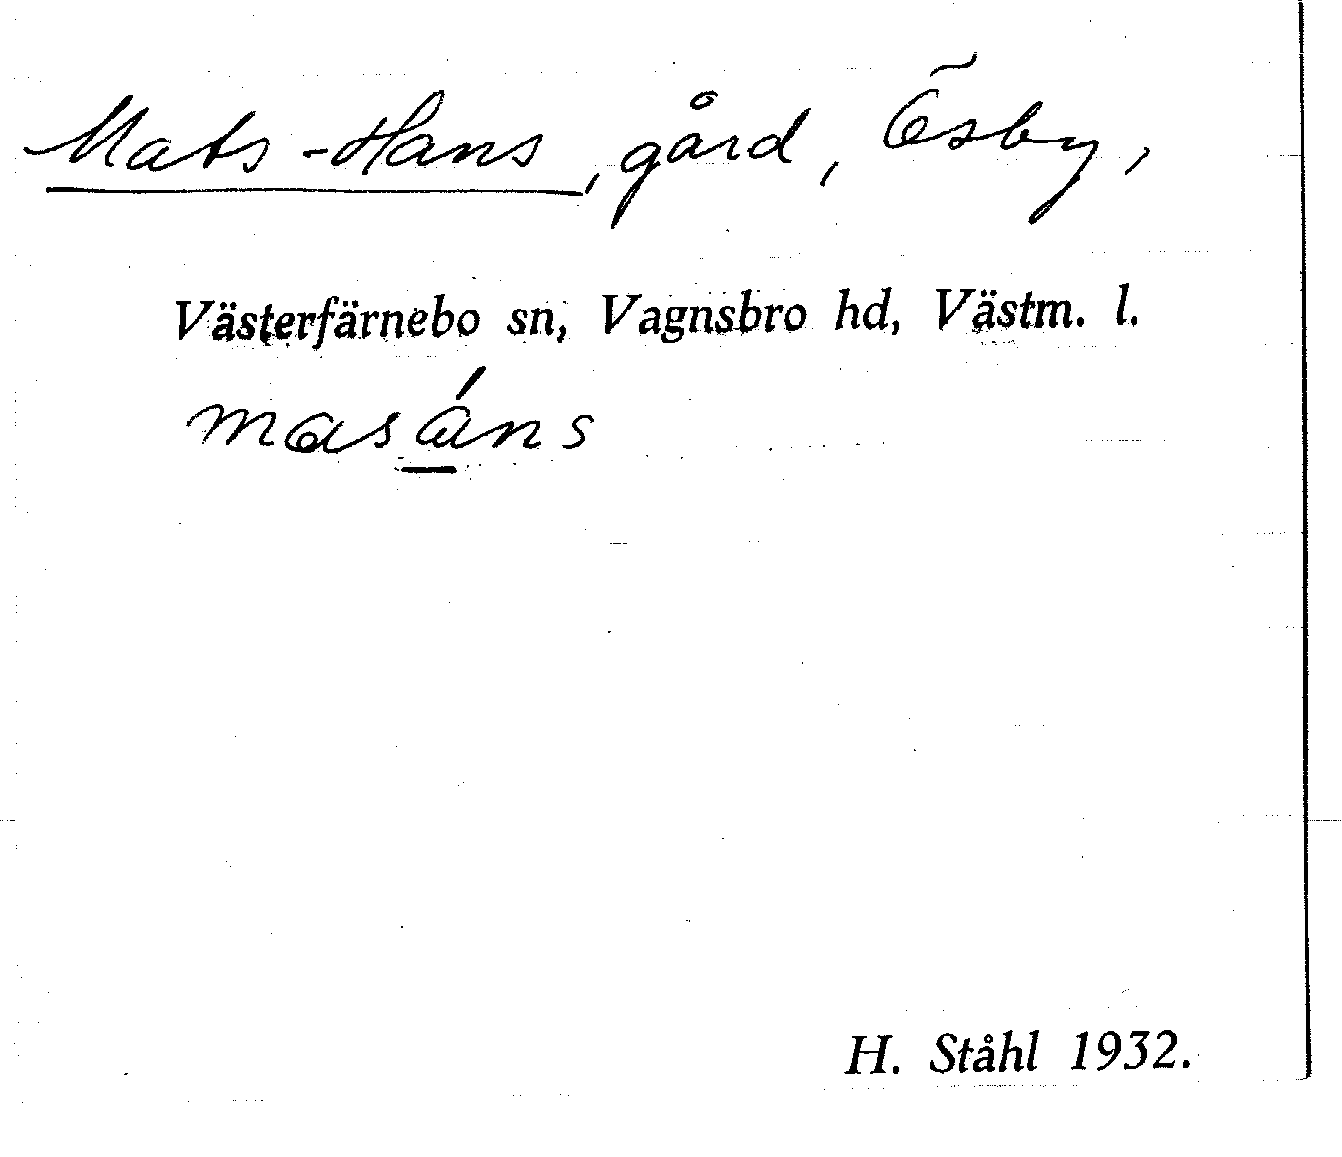 Mats-Hans, gård, Ösby,
Västerfärnebo sn, Vagnsbro hd, Västm. l.
masáns
H. Ståhl 1932.